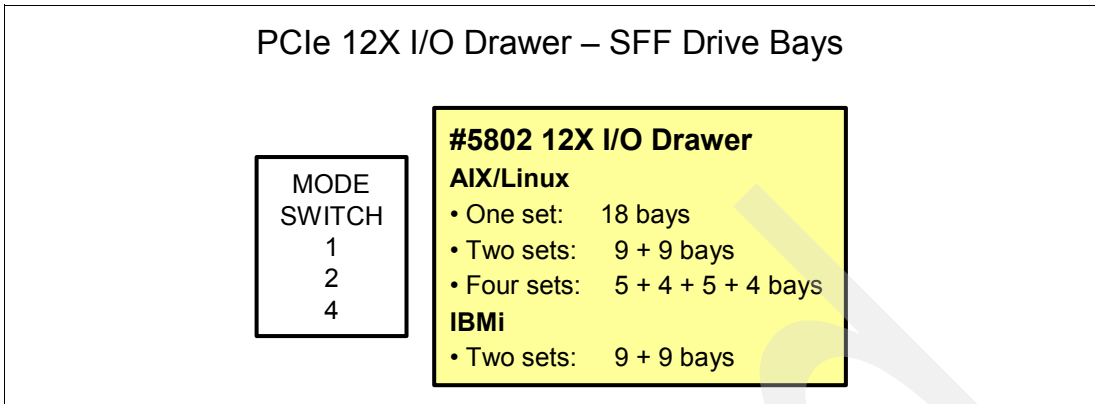 PCIe 12X I/O Drawer – SFF Drive Bays
MODE
SWITCH
1
2
4
#5802 12X I/O Drawer
AIX/Linux
• One set: 18 bays
• Two sets: 9 + 9 bays
• Four sets: 5 + 4 + 5 + 4 bays
IBMi
• Two sets: 9 + 9 bays